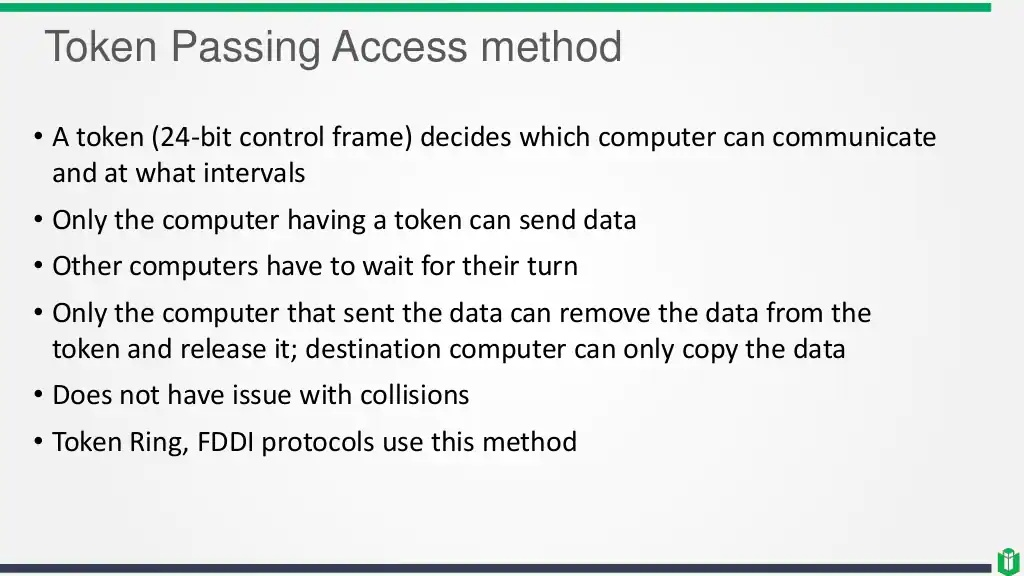 Token Passing Access method
• A token (24-bit control frame) decides which computer can communicate
and at what intervals
• Only the computer having a token can send data
• Other computers have to wait for their turn
• Only the computer that sent the data can remove the data from the
token and release it; destination computer can only copy the data
• Does not have issue with collisions
• Token Ring, FDDI protocols use this method